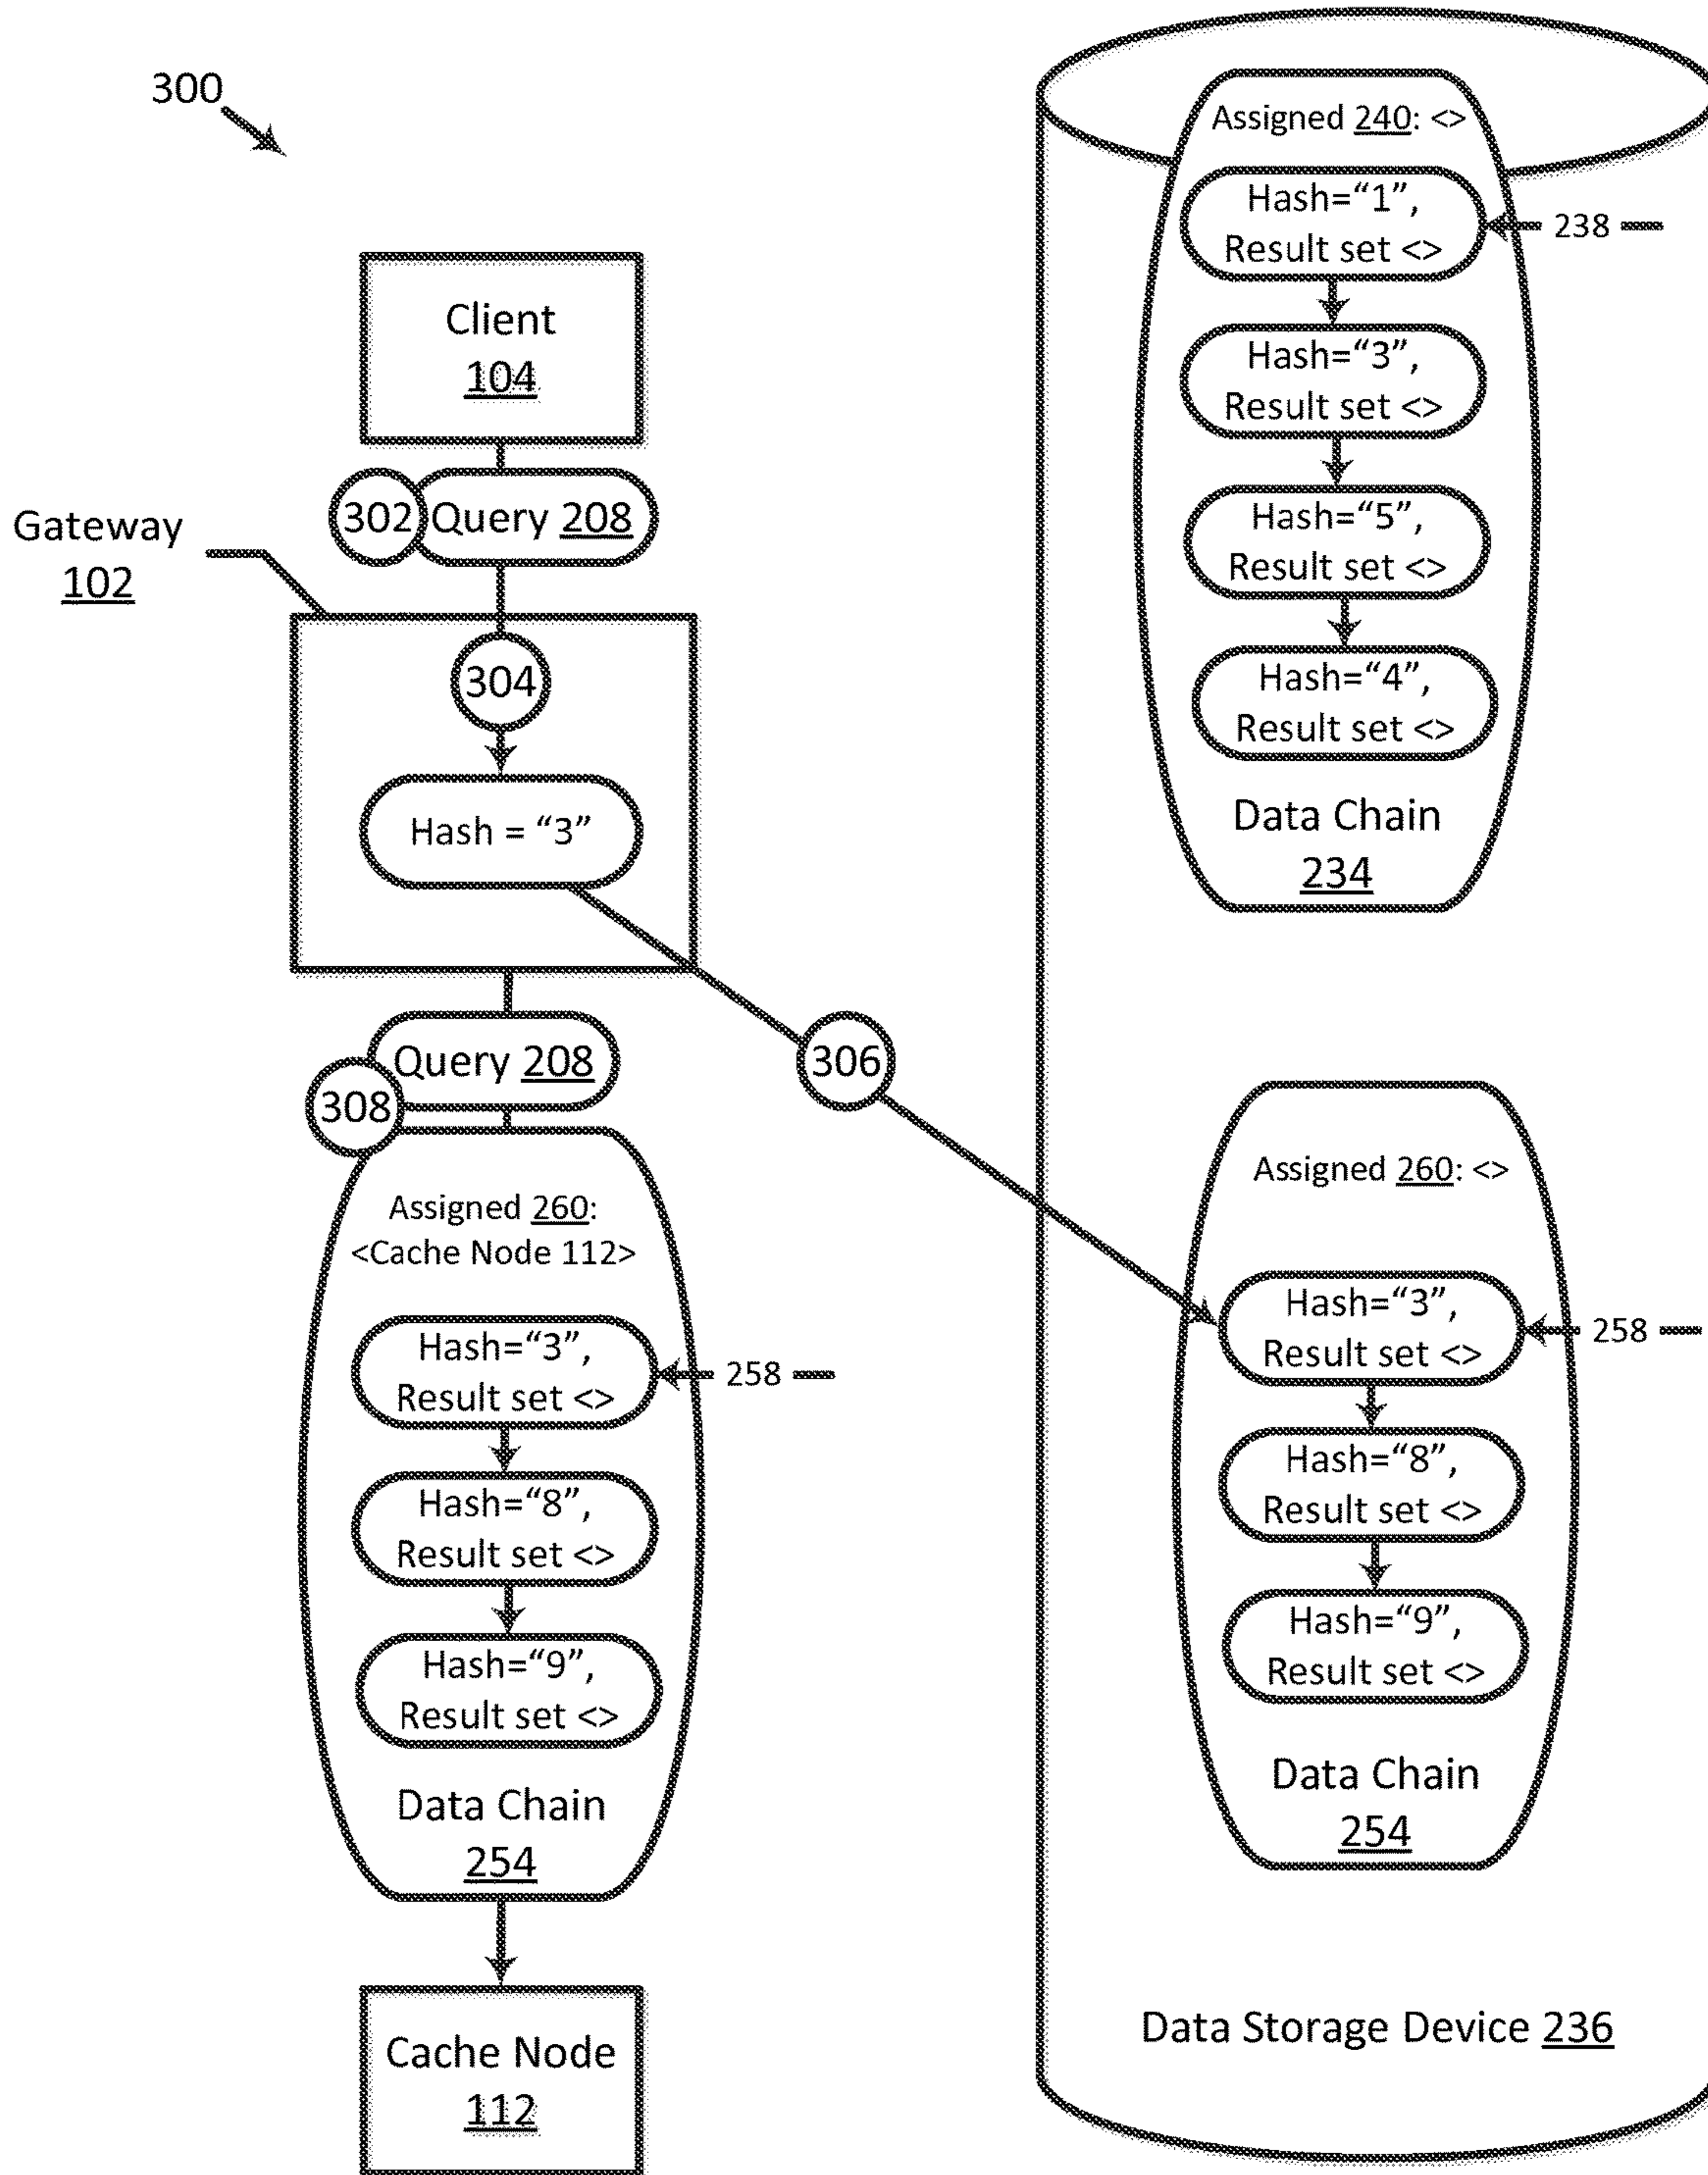 300
Client
104
302
Query 208
Gateway
102
304
Hash = “3”
Query 208
308
306
Assigned 260:
<Cache Node 112>
Hash=“3”,
Result set <>
258
Hash=“8”,
Result set <>
Hash=“9”,
Result set <>
Data Chain
254
Cache Node
112
Assigned 240: <>
Hash=“1”,
Result set <>
238
Hash=“3”,
Result set <>
Hash=“5”,
Result set <>
Hash=“4”,
Result set <>
Data Chain
234
Assigned 260: <>
Hash=“3”,
Result set <>
258
Hash=“8”,
Result set <>
Hash=“9”,
Result set <>
Data Chain
254
Data Storage Device 236